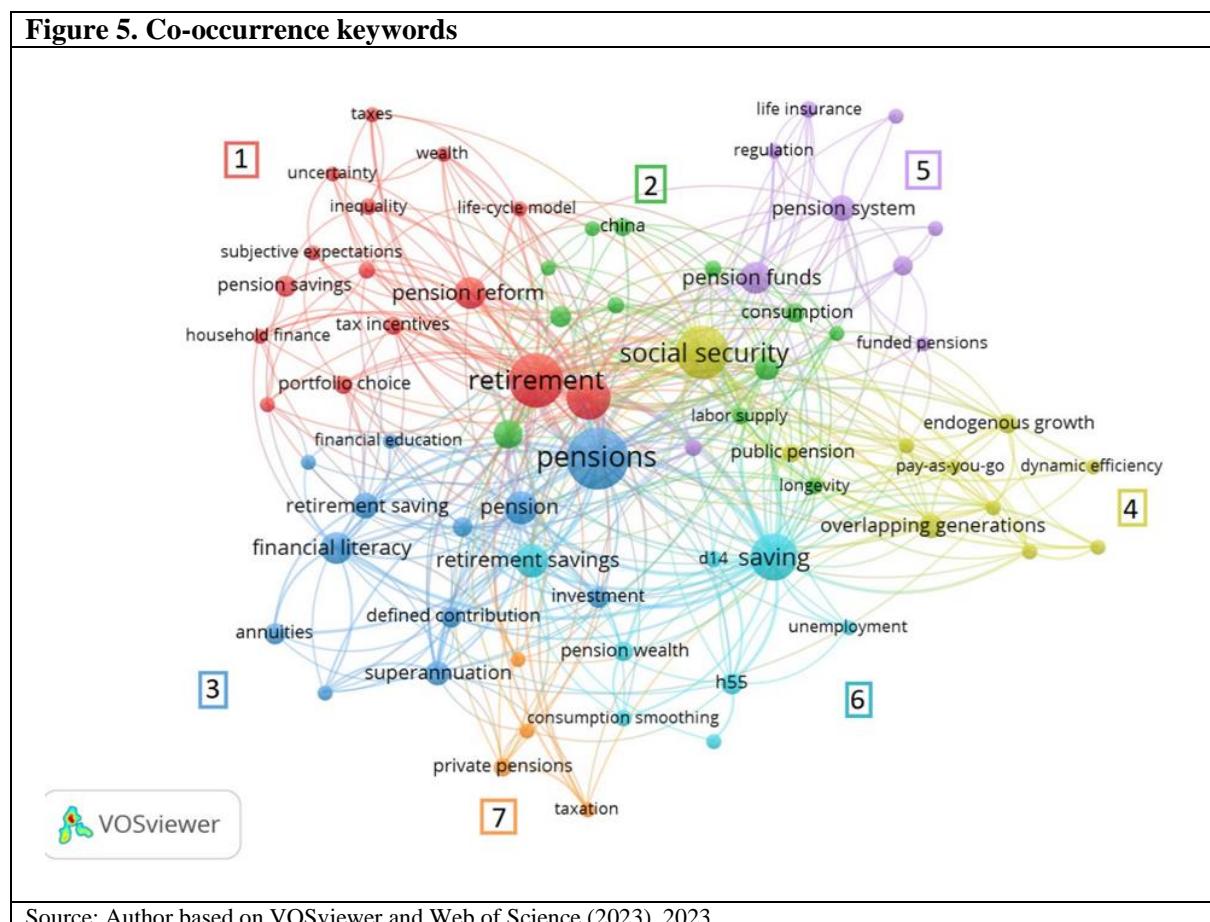 Figure 5. Co-occurrence keywords
taxes
life insurance
1
wealth
regulation
5
uncertainty
2
inequality
life-cycle model
pension system
china
subjective expectations
pension savings
pension reform
pension funds
consumption
household finance
tax incentives
social security
funded pensions
retirement
portfolio choice
labor supply
endogenous growth
financial education
public pension
pensions
pay-as-you-go
dynamic efficiency
longevity
retirement saving
pension
4
overlapping generations
financial literacy
retirement savings
d14
saving
investment
defined contribution
unemployment
annuities
pension wealth
superannuation
h55
3
6
consumption smoothing
private pensions
taxation
7
VOSviewer
Source: Author based on VOSviewer and Web of Science (2023), 2023